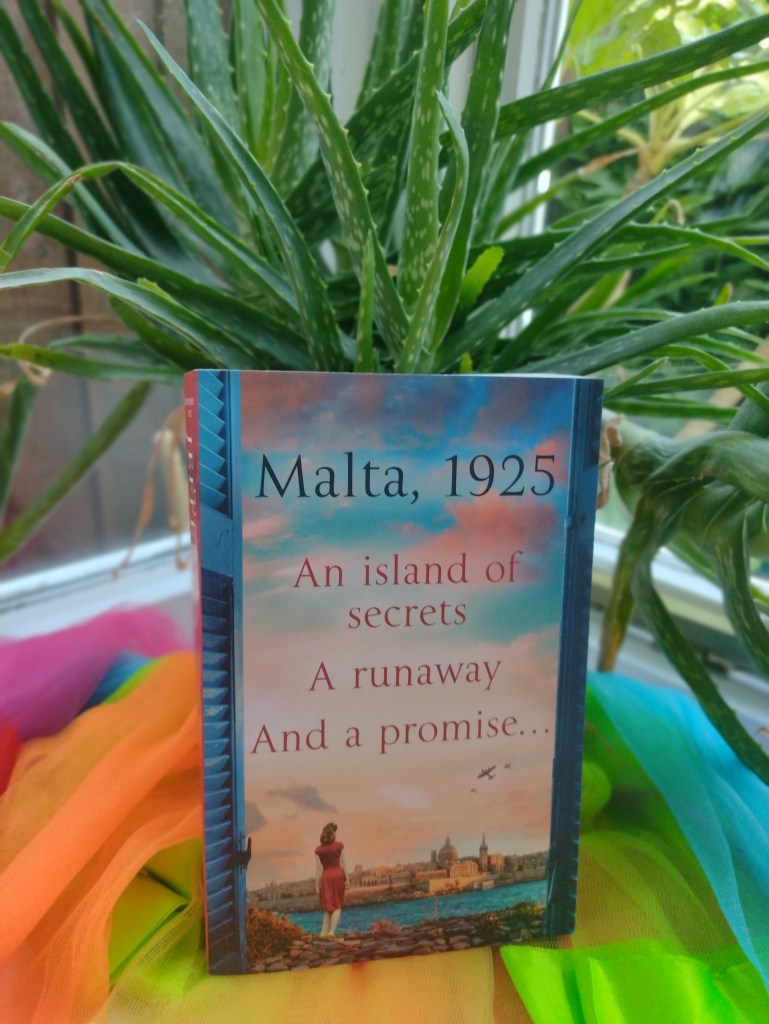 Malta, 1925
An island of
secrets
A runaway
And a promise...